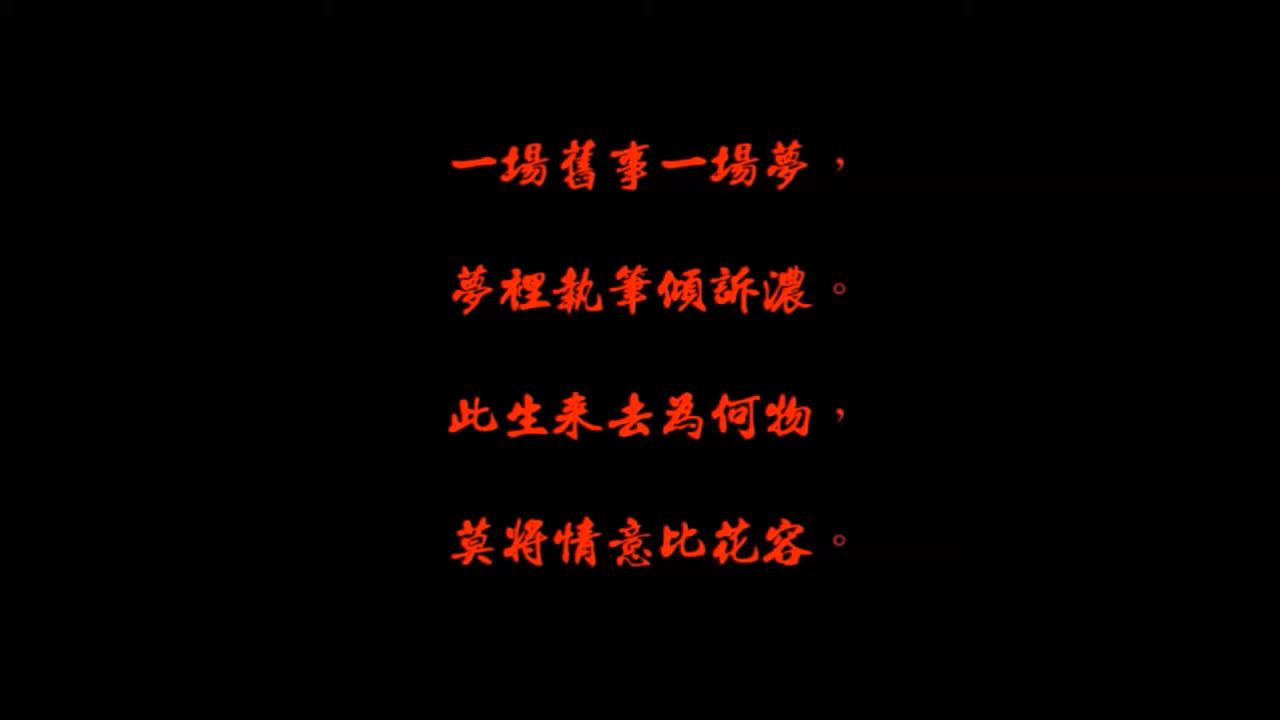 一場舊事一場夢，
夢裡執筆傾訴濃。
此生来去為何物，
莫將情意比花容。